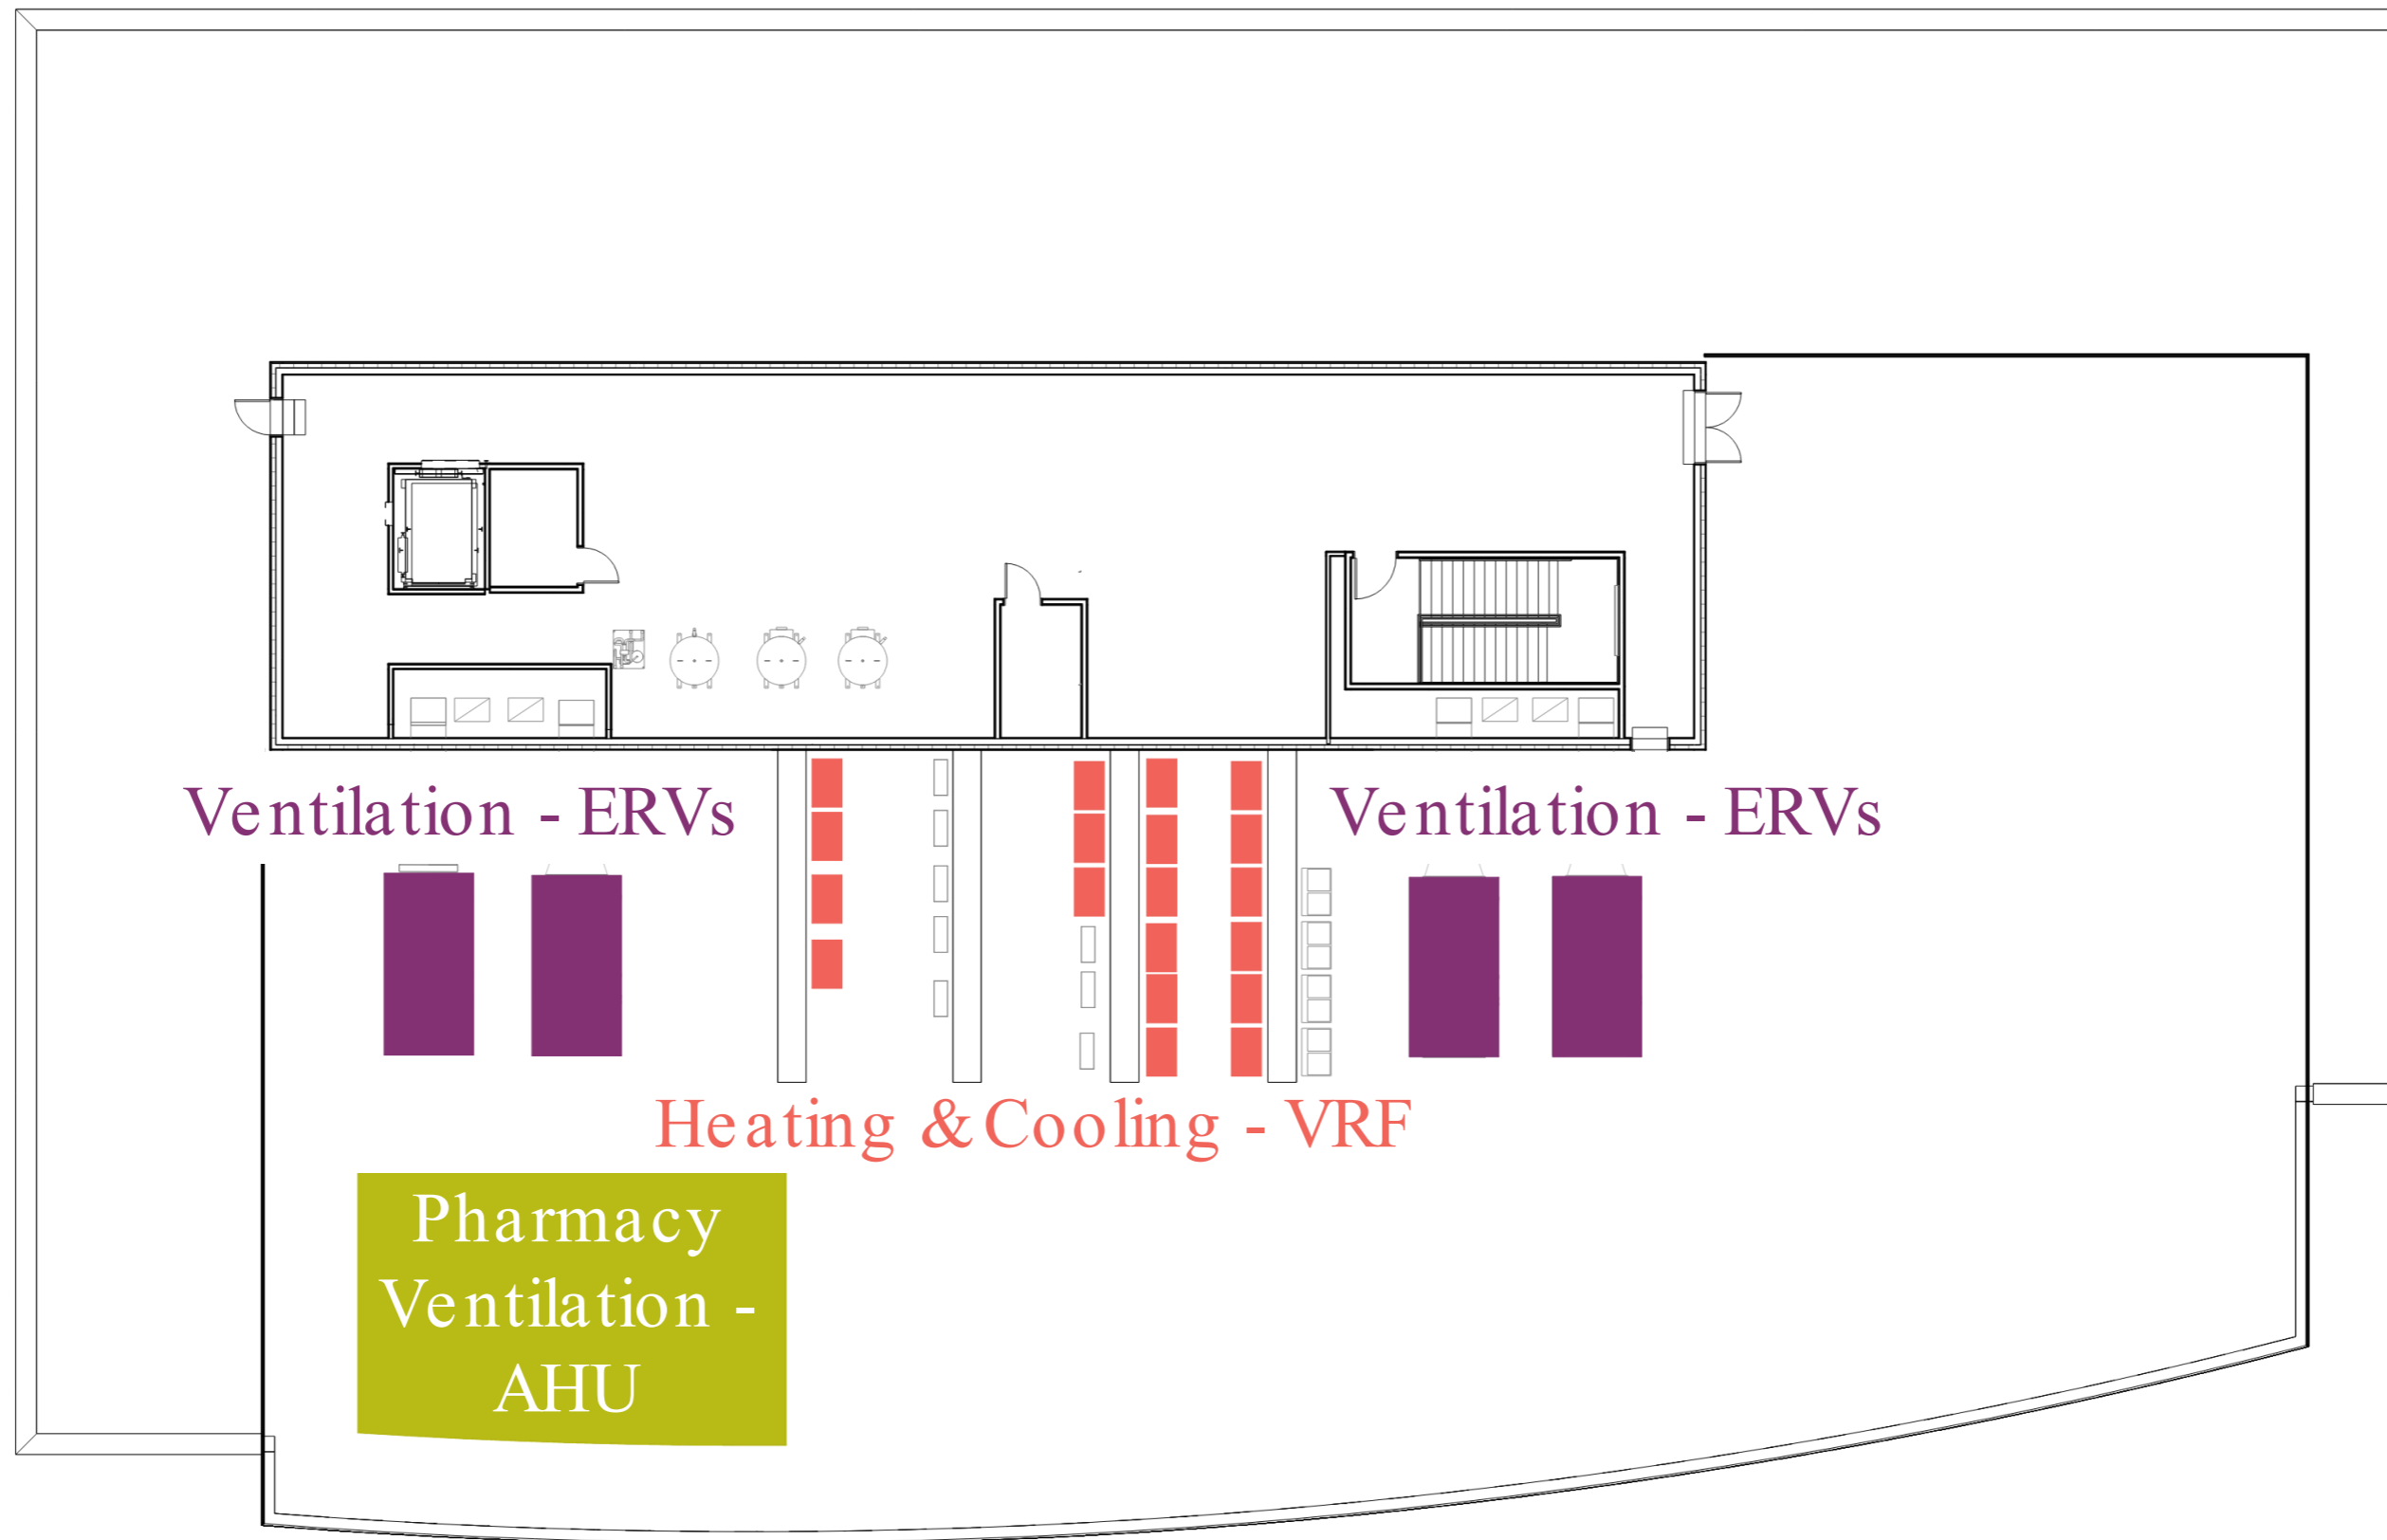 Ventilation - ERVs
Ventilation - ERVs
Heating & Cooling - VRF
Pharmacy
Ventilation -
AHU